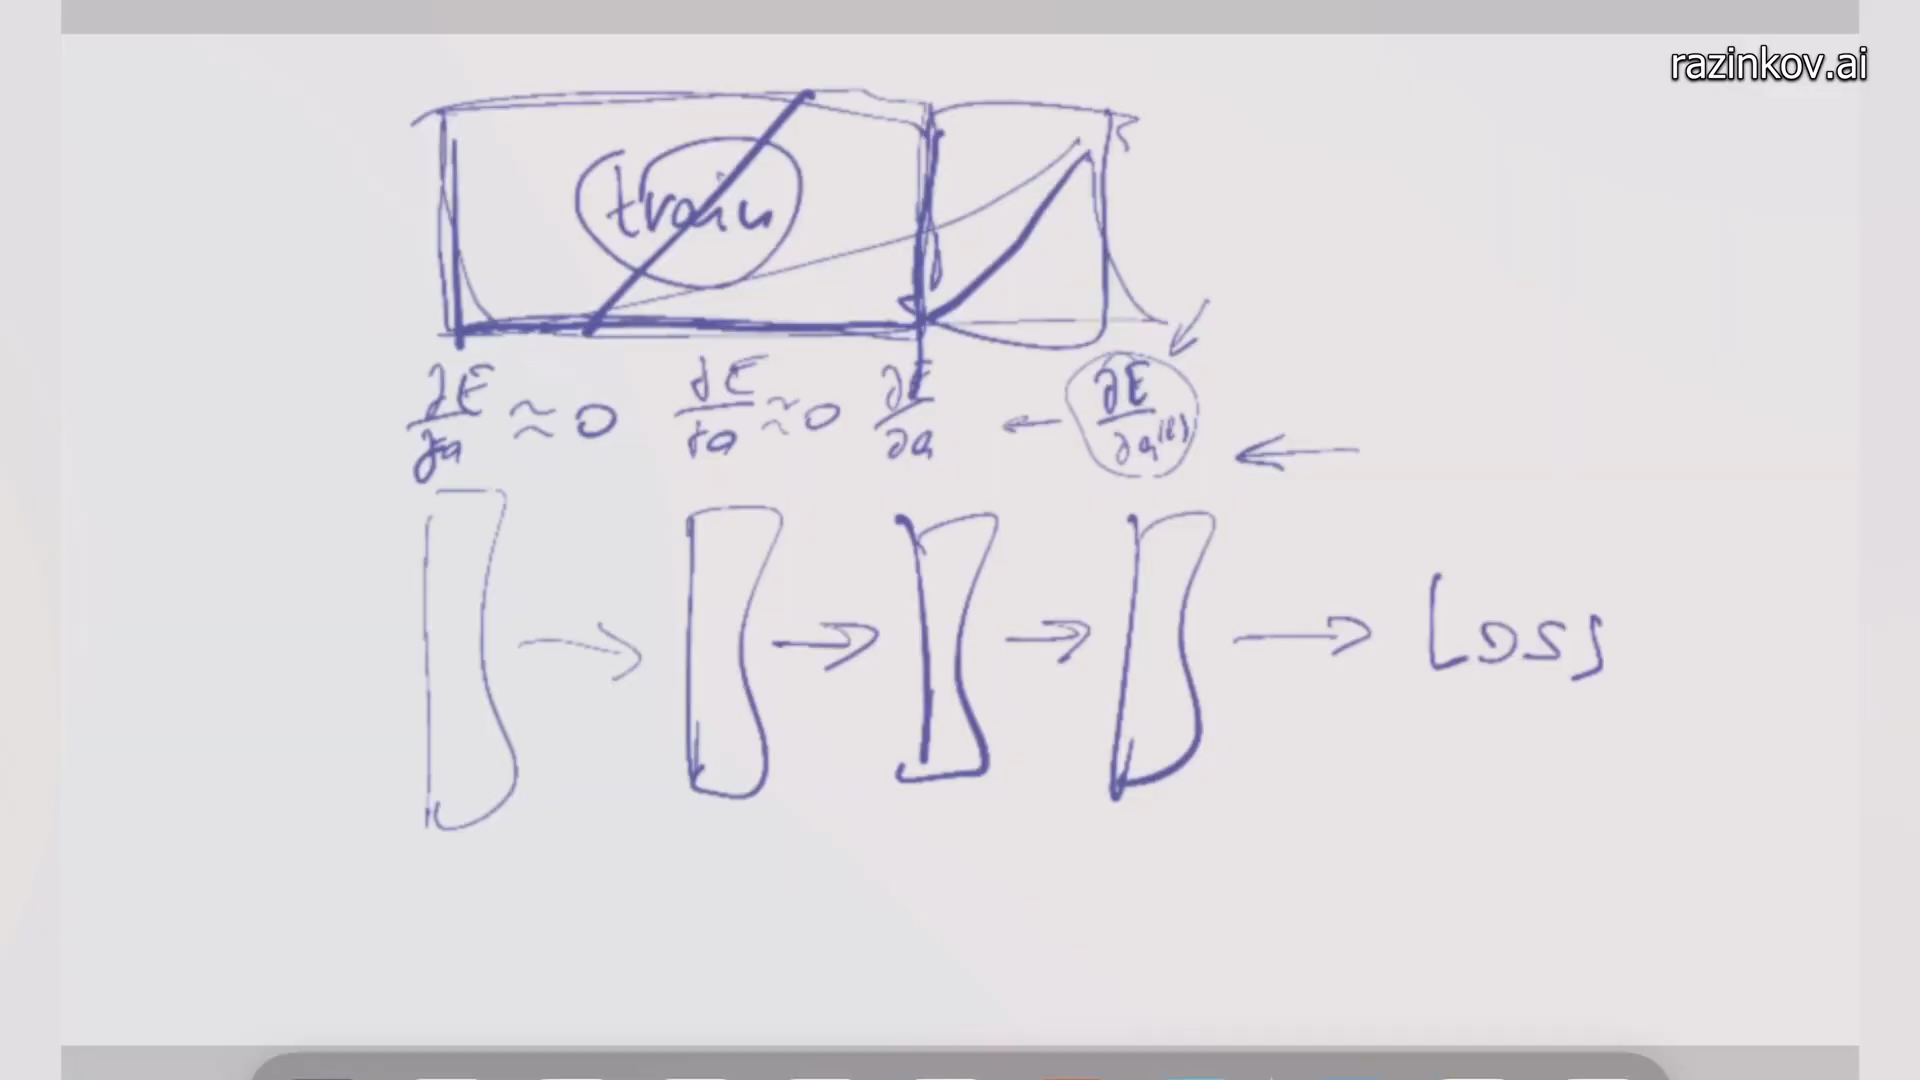 razinkov.ai
train
∂E/∂a ≈ 0 ∂E/∂a ≈ 0 ∂E/∂a ← ∂E/∂a^(l) ←
→ → → → Loss